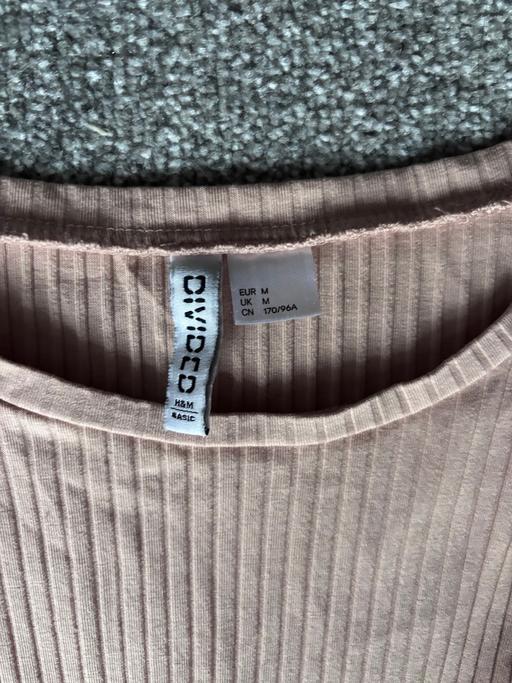 DIVIDED
H&M
BASIC
EUR M
UK M
CN 170/96A